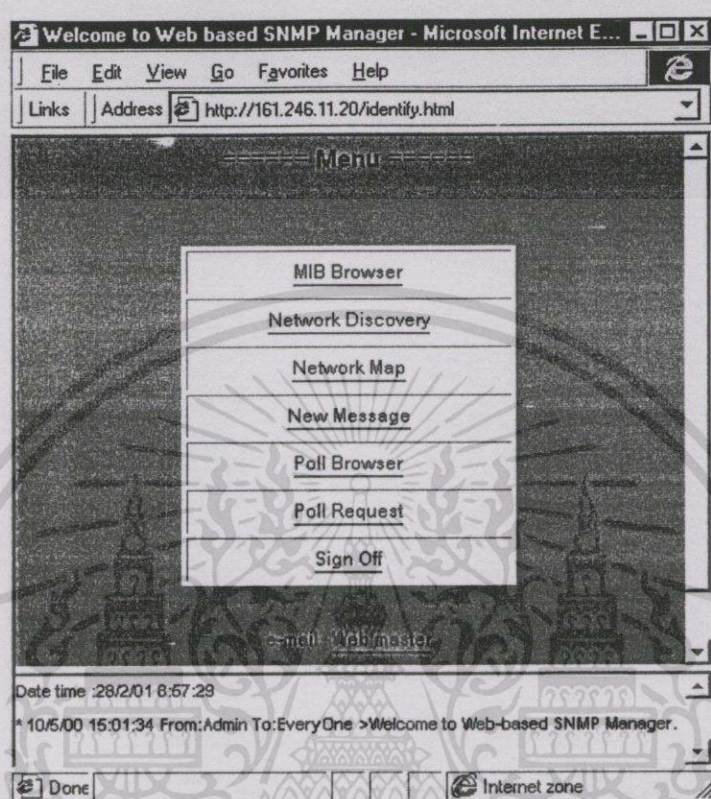 Welcome to Web based SNMP Manager - Microsoft Internet E...
File Edit View Go Favorites Help
Links Address http://161.246.11.20/identify.html
====== Menu ======
MIB Browser
Network Discovery
Network Map
New Message
Poll Browser
Poll Request
Sign Off
e-mail Webmaster
Date time :28/2/01 8:57:29
* 10/5/00 15:01:34 From:Admin To:EveryOne >Welcome to Web-based SNMP Manager.
Done Internet zone